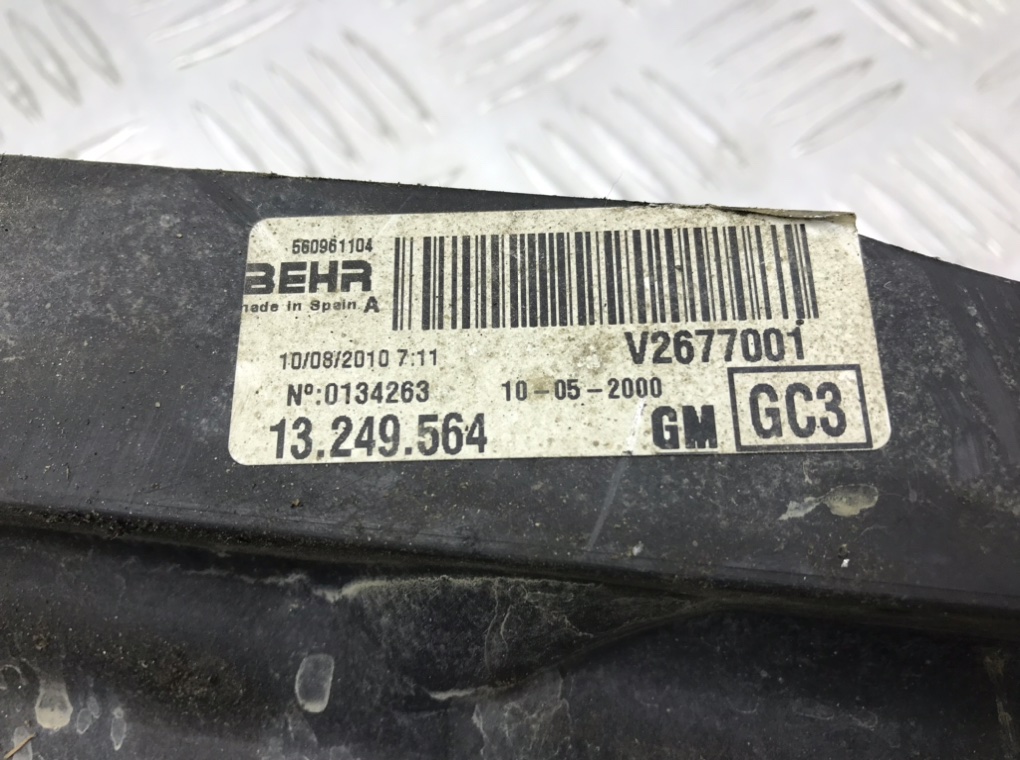 560961104
BEHR
made in Spain A
V2677001
10/08/2010 7:11
Nº:0134263 10-05-2000
13.249.564 GM GC3